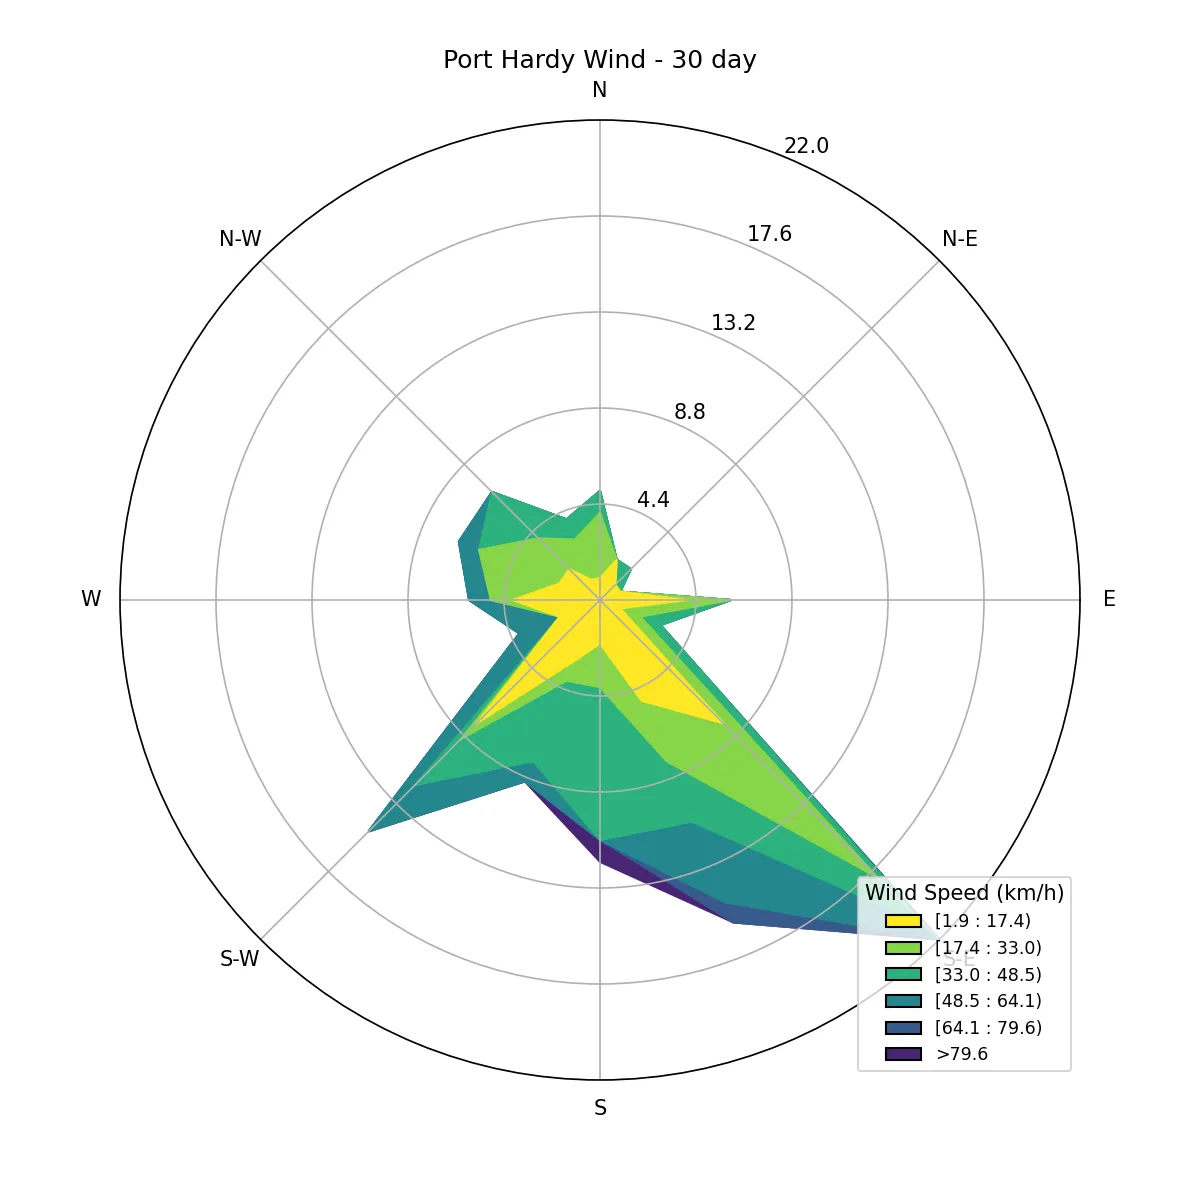 Port Hardy Wind - 30 day
N
22.0
N-W
17.6
N-E
13.2
8.8
4.4
W
E
Wind Speed (km/h)
[1.9 : 17.4)
[17.4 : 33.0)
S-W
S-E
[33.0 : 48.5)
[48.5 : 64.1)
[64.1 : 79.6)
>79.6
S